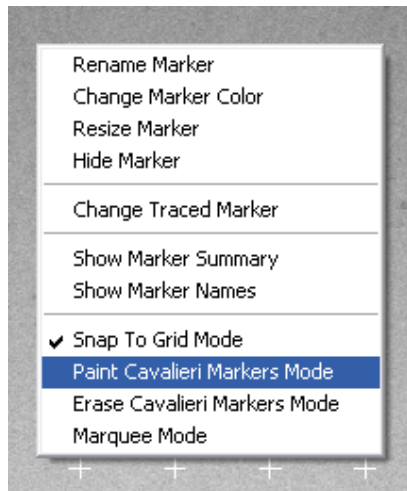 Rename Marker
Change Marker Color
Resize Marker
Hide Marker
Change Traced Marker
Show Marker Summary
Show Marker Names
Snap To Grid Mode
Paint Cavalieri Markers Mode
Erase Cavalieri Markers Mode
Marquee Mode